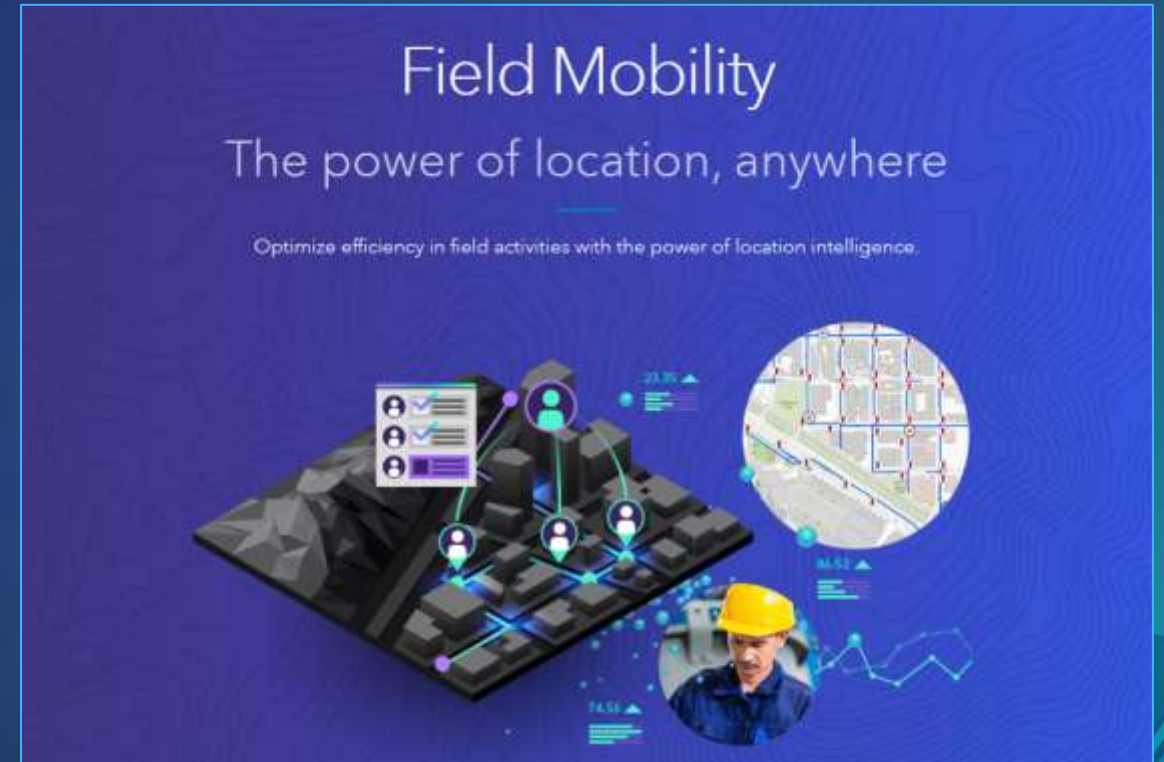 Field Mobility
The power of location, anywhere
Optimize efficiency in field activities with the power of location intelligence.
23.35
86.52
74.56